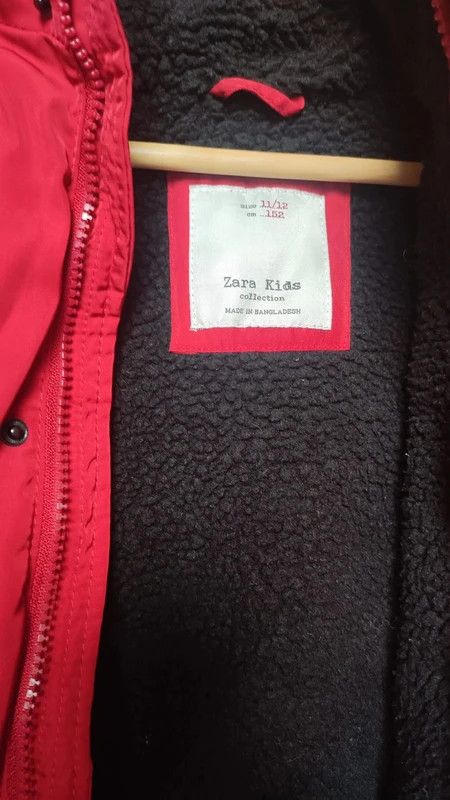 size 11/12
cm 152
Zara Kids
collection
MADE IN BANGLADESH